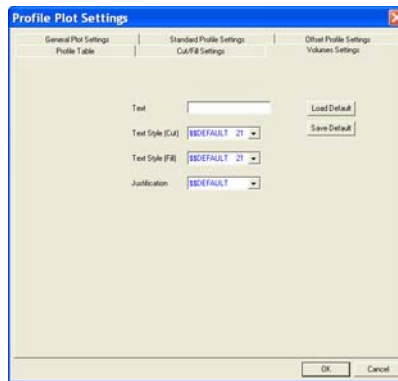 Profile Plot Settings
General Plot Settings
Standard Profile Settings
Offset Profile Settings
Profile Table
Cut/Fill Settings
Volumes Settings
Text
Load Default
Text Style (Cut)
$$DEFAULT 21
Save Default
Text Style (Fill)
$$DEFAULT 21
Justification
$$DEFAULT
OK
Cancel